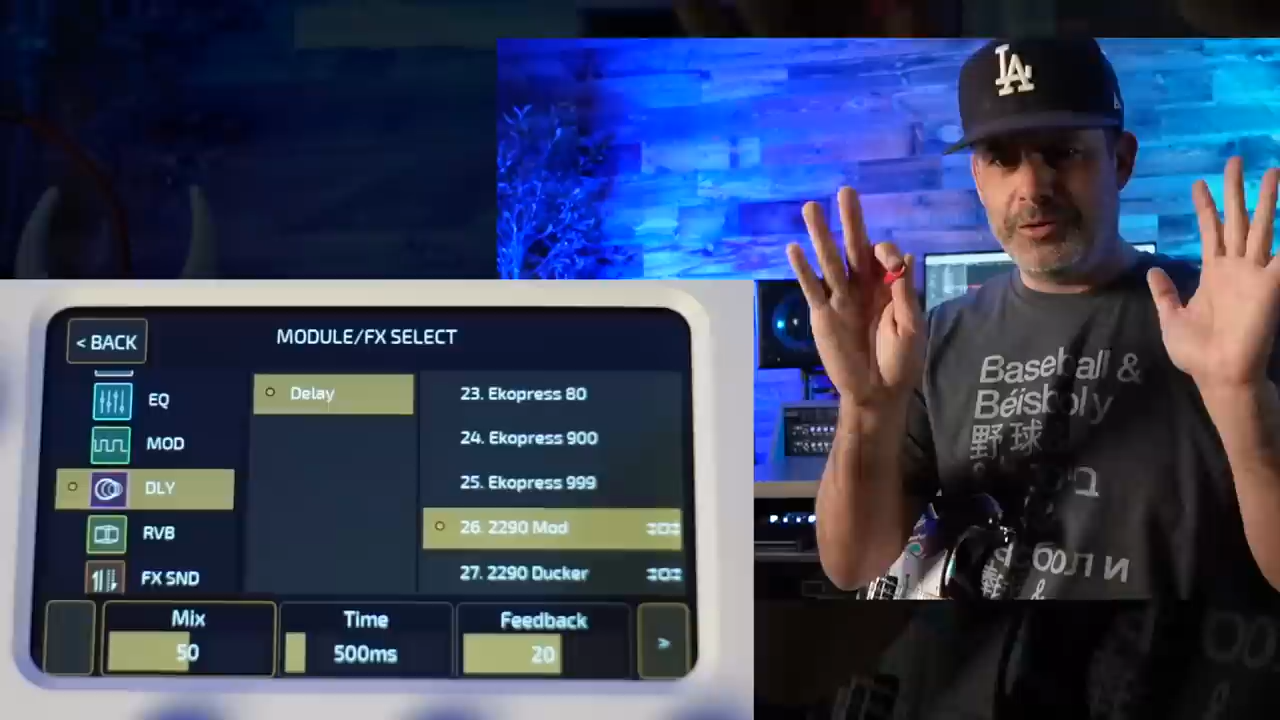 LA
Baseball &
Béisboly
野球
&
ב
< BACK
MODULE/FX SELECT
EQ
MOD
DLY
RVB
FX SND
Delay
23. Ekopress 80
24. Ekopress 900
25. Ekopress 999
26. 2290 Mod
27. 2290 Ducker
Mix
50
Time
500ms
Feedback
20
>